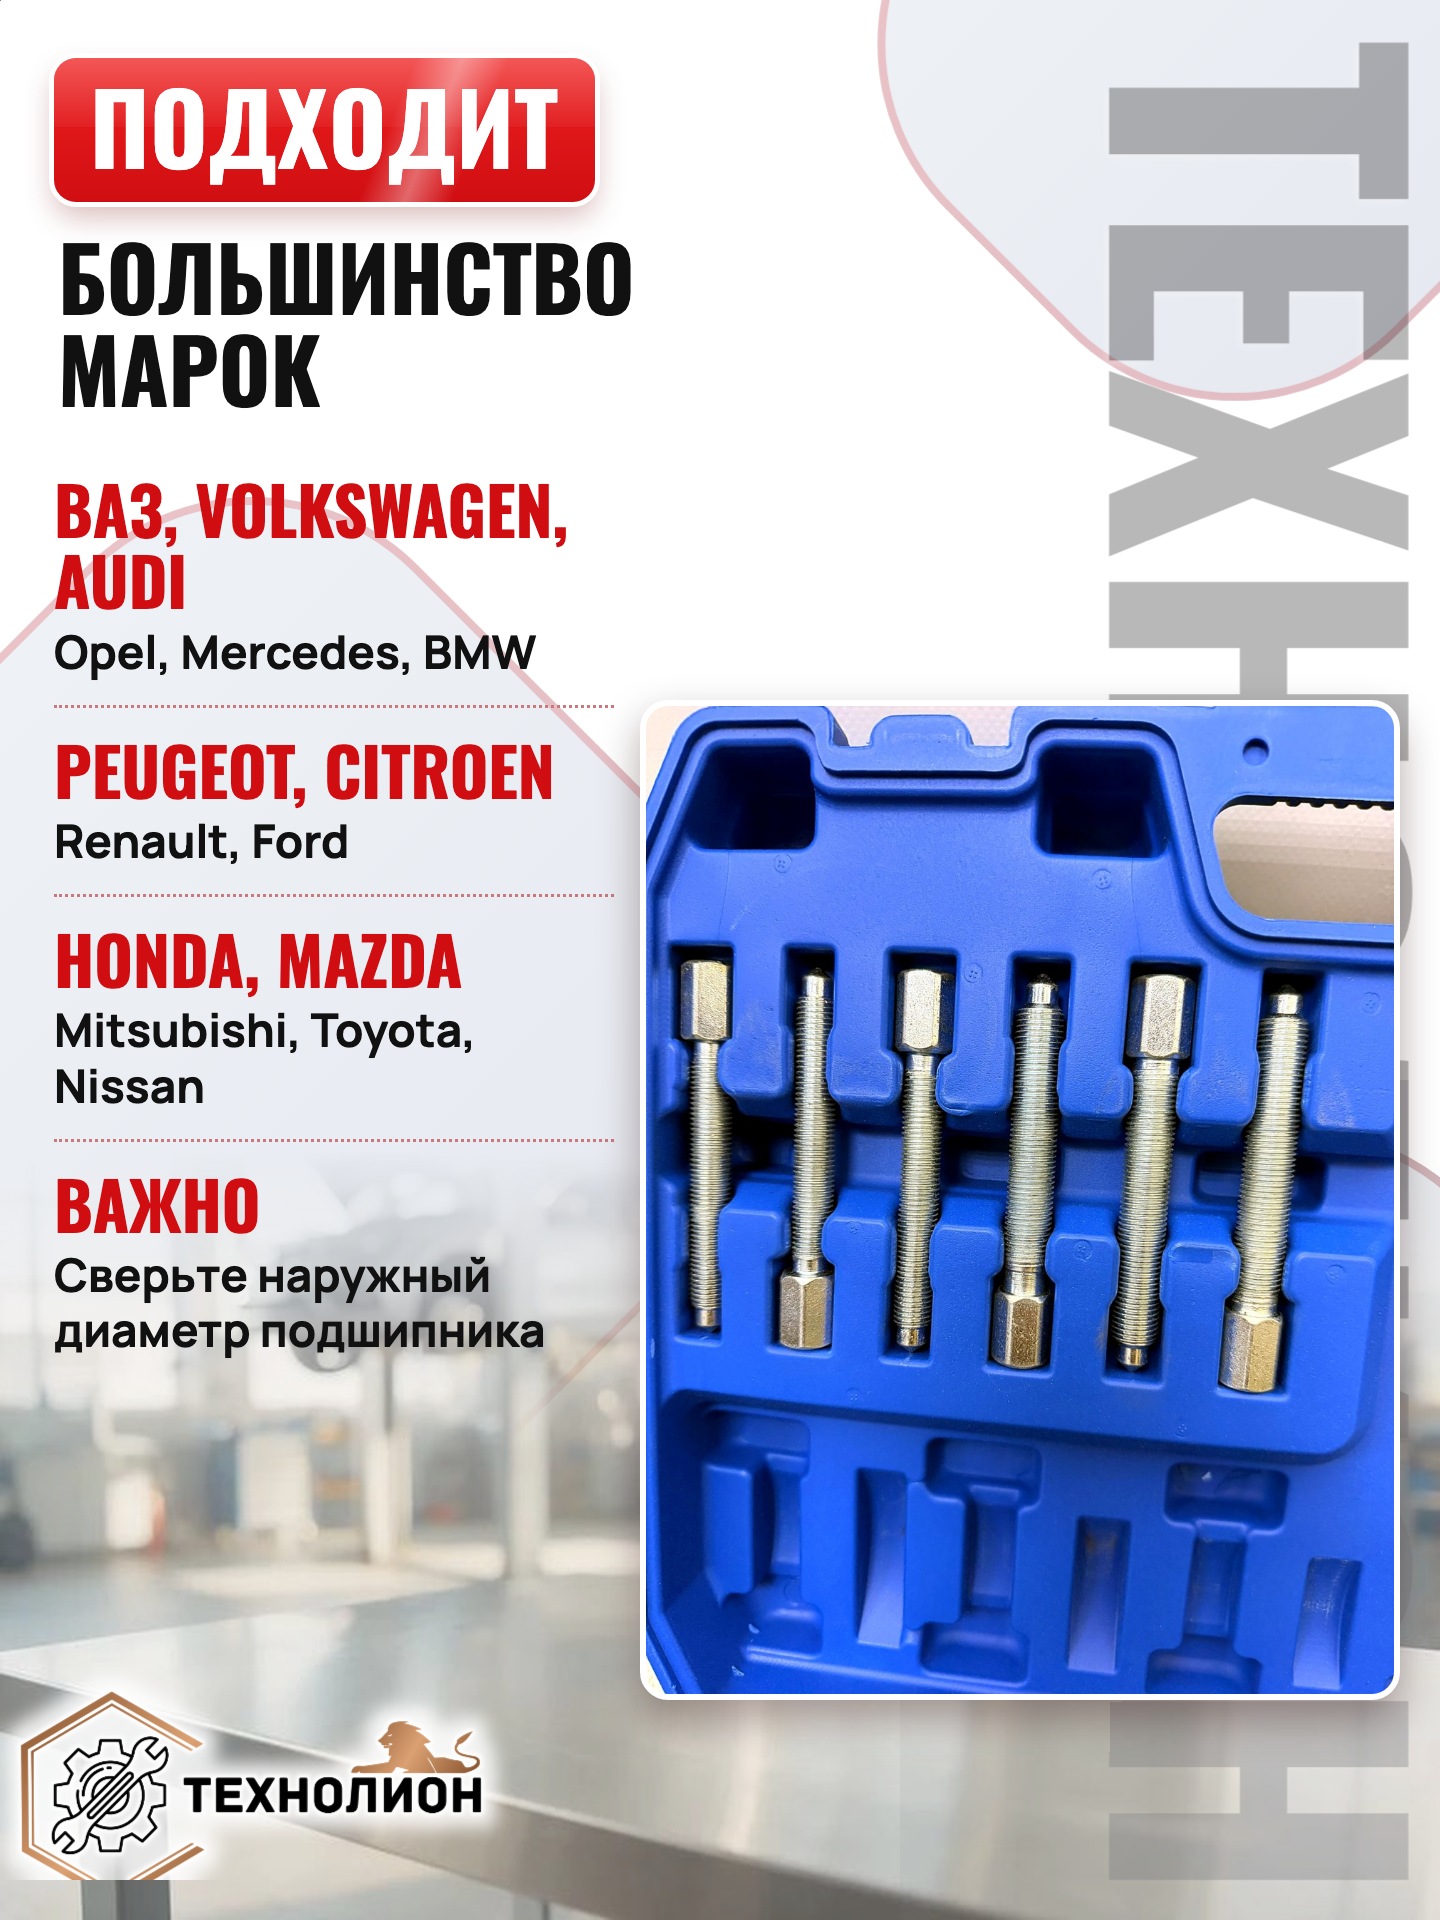 ПОДХОДИТ
БОЛЬШИНСТВО
МАРОК
ВАЗ, VOLKSWAGEN,
AUDI
Opel, Mercedes, BMW
PEUGEOT, CITROEN
Renault, Ford
HONDA, MAZDA
Mitsubishi, Toyota,
Nissan
ВАЖНО
Сверьте наружный
диаметр подшипника
ТЕХНОЛИОН
ТЕХНОЛИОН